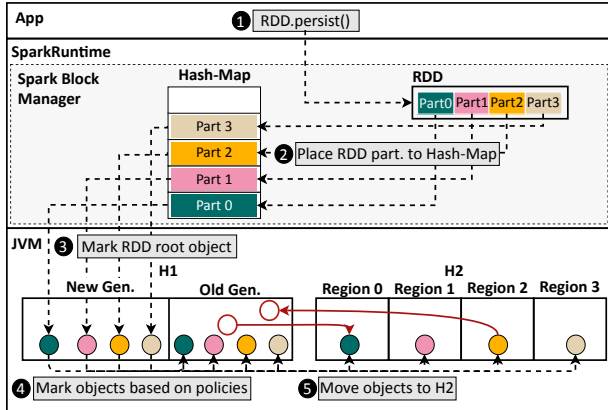 App
1 RDD.persist()
SparkRuntime
Spark Block
Manager
Hash-Map
RDD
Part0 Part1 Part2 Part3
Part 3
Part 2
2 Place RDD part. to Hash-Map
Part 1
Part 0
JVM
3 Mark RDD root object
H1
H2
New Gen.
Old Gen.
Region 0 Region 1 Region 2 Region 3
4 Mark objects based on policies
5 Move objects to H2